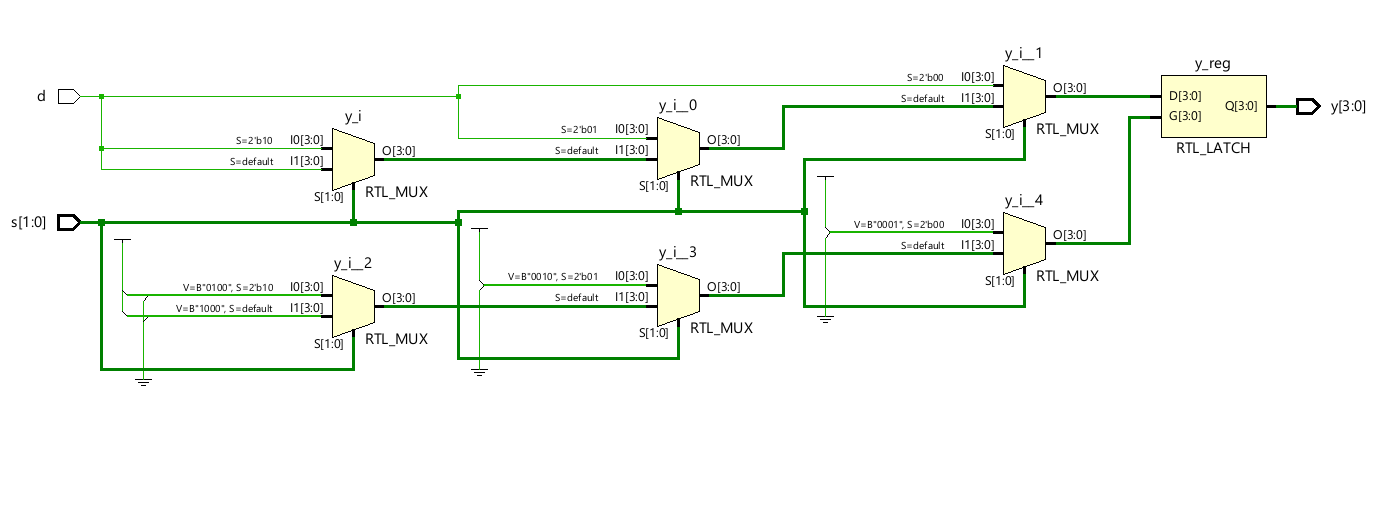 y_i__1
S=2'b00 I0[3:0]
O[3:0]
S=default I1[3:0]
S[1:0]
RTL_MUX
y_reg
D[3:0]
Q[3:0]
G[3:0]
RTL_LATCH
y[3:0]
d
y_i__0
S=2'b01 I0[3:0]
O[3:0]
S=default I1[3:0]
S[1:0]
RTL_MUX
y_i
S=2'b10 I0[3:0]
O[3:0]
S=default I1[3:0]
S[1:0]
RTL_MUX
s[1:0]
y_i__4
V=B"0001", S=2'b00 I0[3:0]
O[3:0]
S=default I1[3:0]
S[1:0]
RTL_MUX
y_i__3
V=B"0010", S=2'b01 I0[3:0]
O[3:0]
S=default I1[3:0]
S[1:0]
RTL_MUX
y_i__2
V=B"0100", S=2'b10 I0[3:0]
O[3:0]
V=B"1000", S=default I1[3:0]
S[1:0]
RTL_MUX